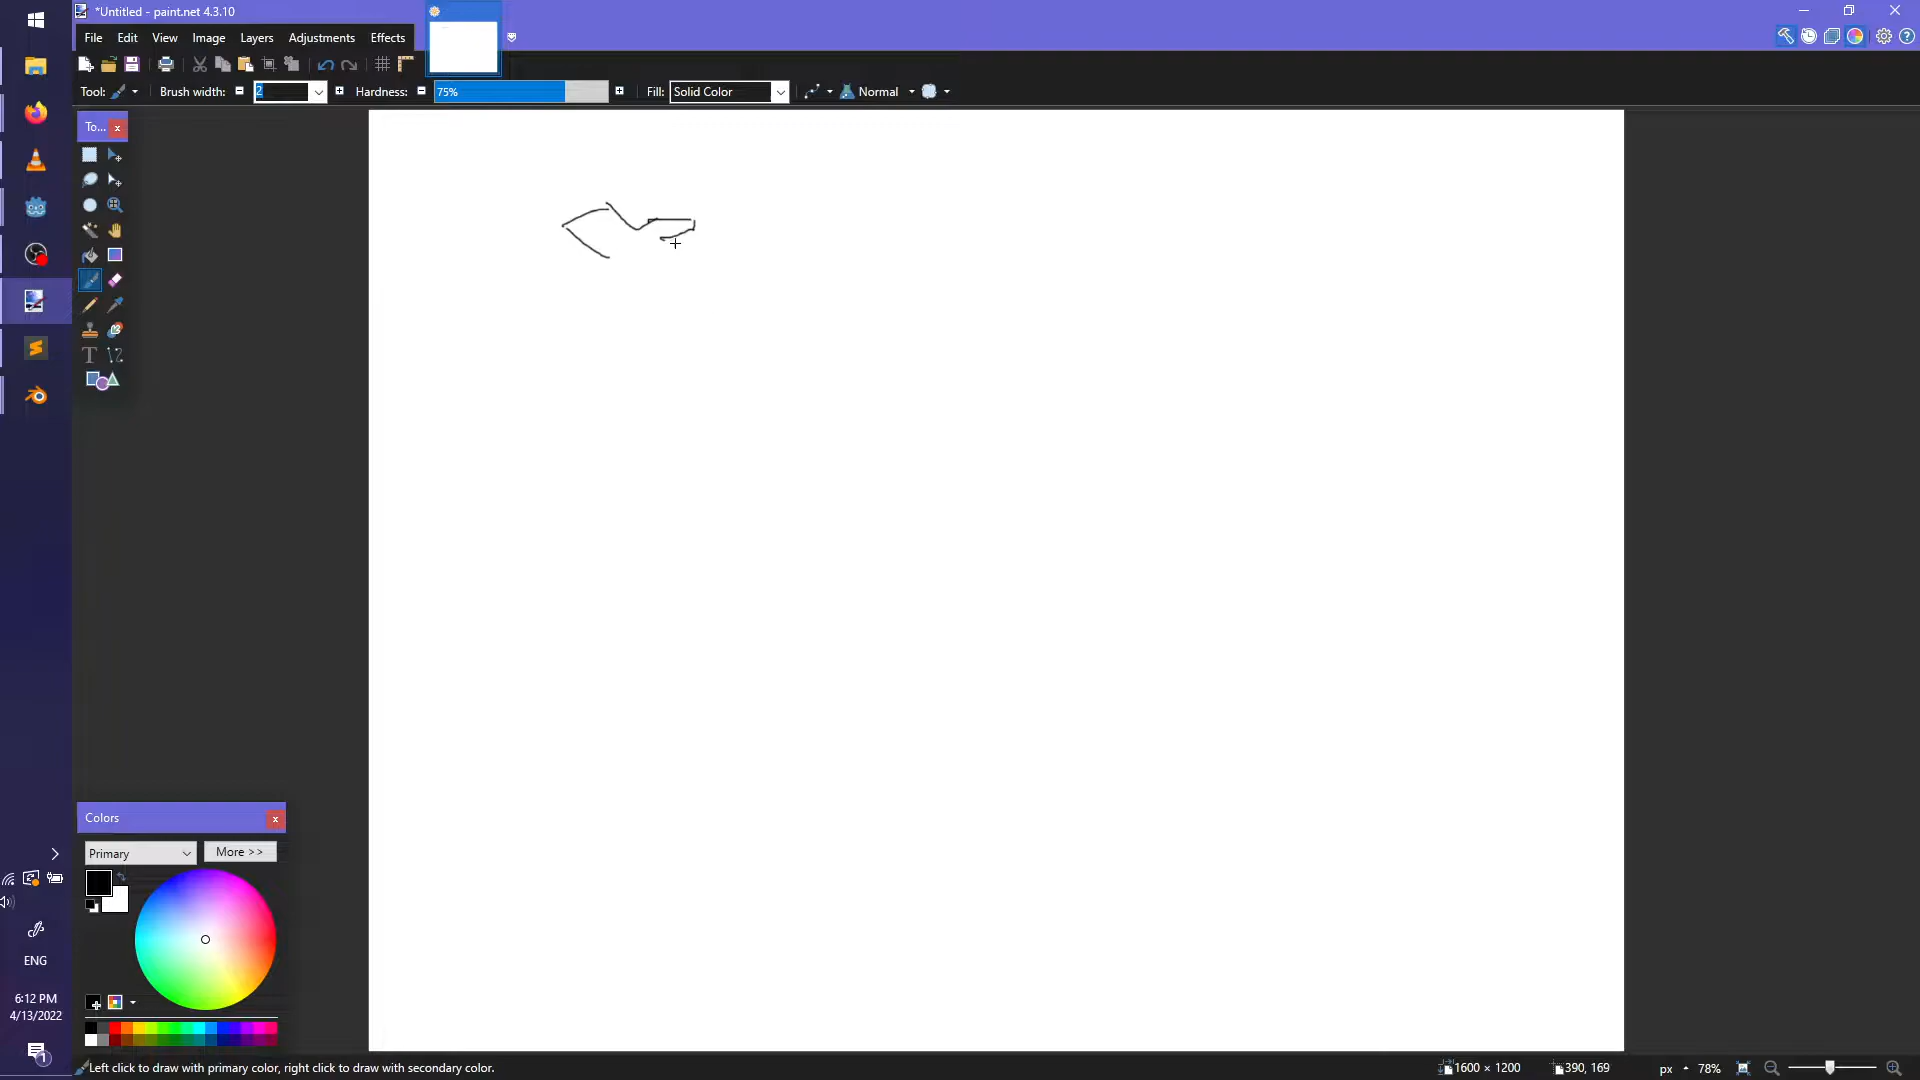 *Untitled - paint.net 4.3.10
File Edit View Image Layers Adjustments Effects
Tool: Brush width: 2 Hardness: 75% Fill: Solid Color Normal
To...
Colors
Primary More >>
ENG
6:12 PM
4/13/2022
1
Left click to draw with primary color, right click to draw with secondary color. 1600 × 1200 390, 169 px 78%